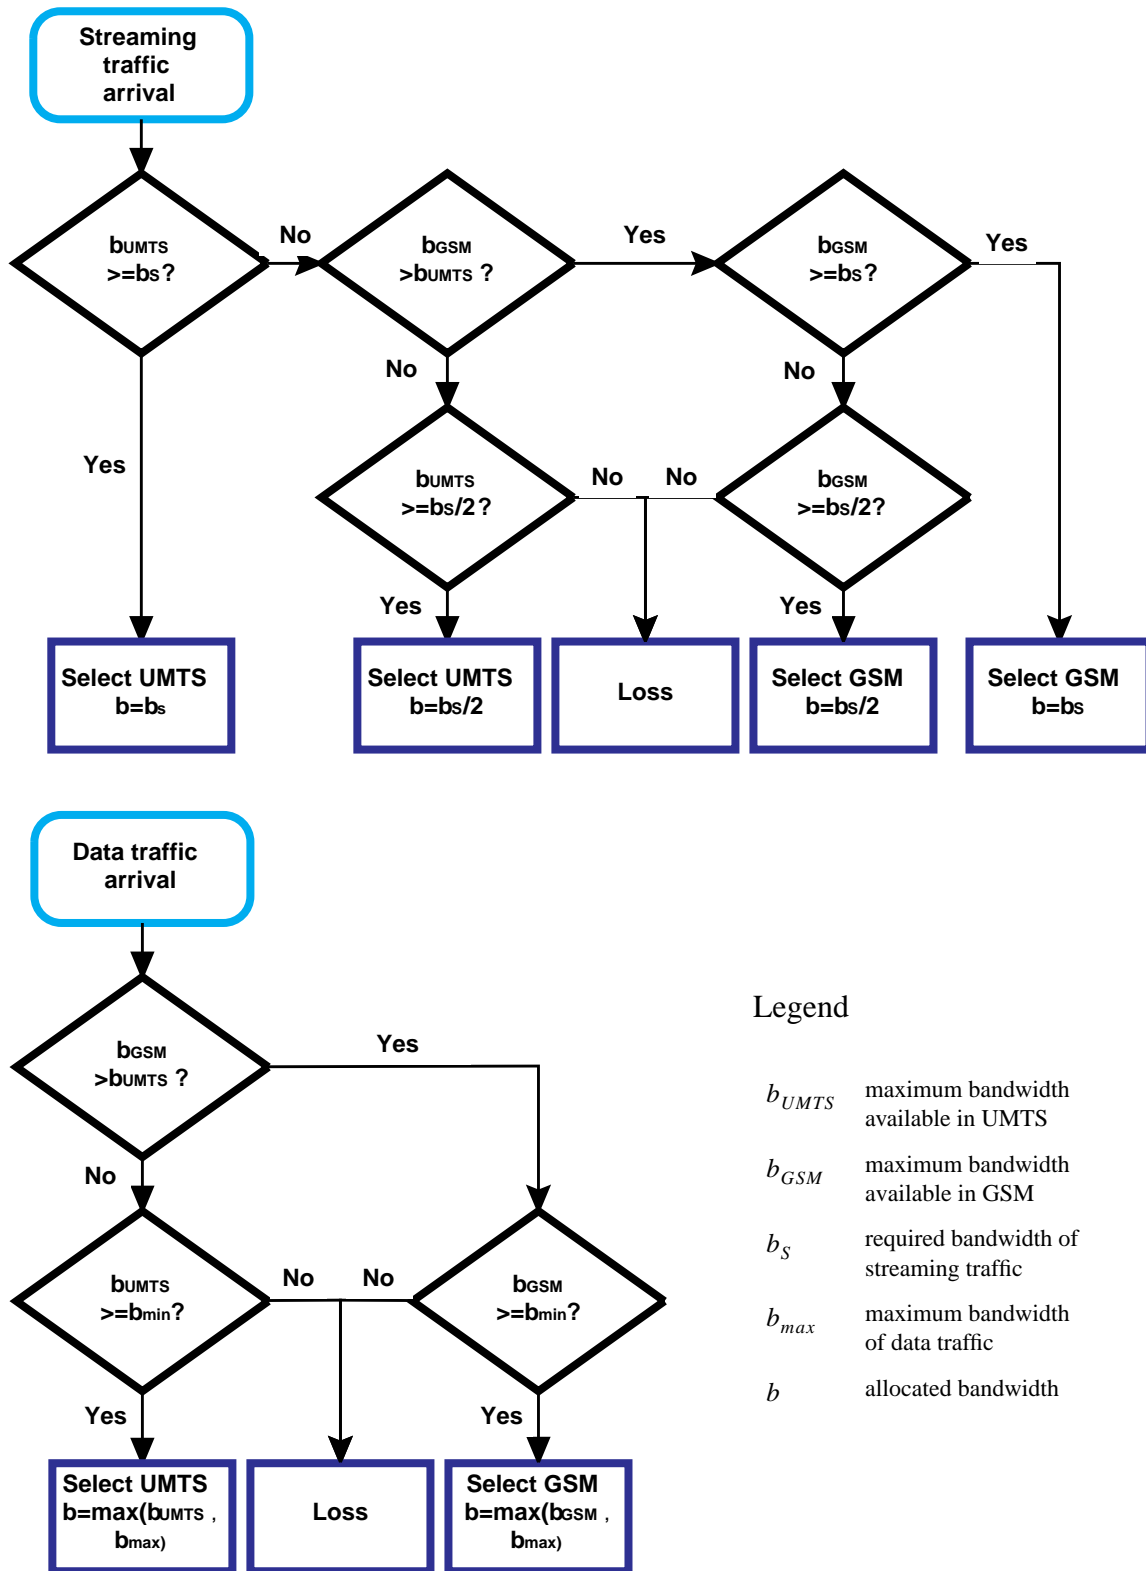 Streaming
traffic
arrival
bUMTS
>=bS?
No
bGSM
>bUMTS ?
Yes
bGSM
>=bS?
Yes
No
No
Yes
bUMTS
>=bS/2?
No
No
bGSM
>=bS/2?
Yes
Yes
Select UMTS
b=bs
Select UMTS
b=bS/2
Loss
Select GSM
b=bS/2
Select GSM
b=bS
Data traffic
arrival
bGSM
>bUMTS ?
Yes
No
bUMTS
>=bmin?
No
No
bGSM
>=bmin?
Yes
Yes
Select UMTS
b=max(bUMTS ,
bmax)
Loss
Select GSM
b=max(bGSM ,
bmax)
Legend
bUMTS maximum bandwidth
available in UMTS
bGSM maximum bandwidth
available in GSM
bS required bandwidth of
streaming traffic
bmax maximum bandwidth
of data traffic
b allocated bandwidth